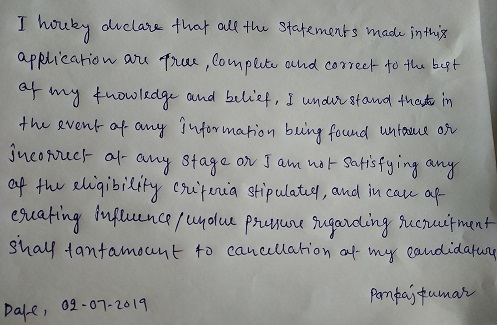 I hereby declare that all the statements made in this
application are true, complete and correct to the best
of my knowledge and belief, I understand that in
the event of any information being found untrue or
incorrect at any stage or I am not satisfying any
of the eligibility criteria stipulated, and in case of
creating influence/undue pressure regarding recruitment
shall tantamount to cancellation of my candidature
Pankaj kumar
Date, 02-07-2019